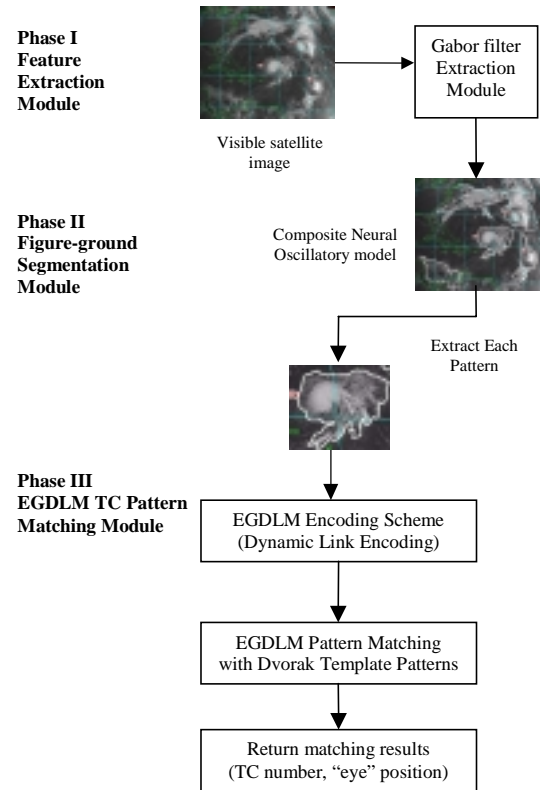 Phase I
Feature
Extraction
Module
Gabor filter
Extraction
Module
Visible satellite
image
Phase II
Figure-ground
Segmentation
Module
Composite Neural
Oscillatory model
Extract Each
Pattern
Phase III
EGDLM TC Pattern
Matching Module
EGDLM Encoding Scheme
(Dynamic Link Encoding)
EGDLM Pattern Matching
with Dvorak Template Patterns
Return matching results
(TC number, “eye” position)